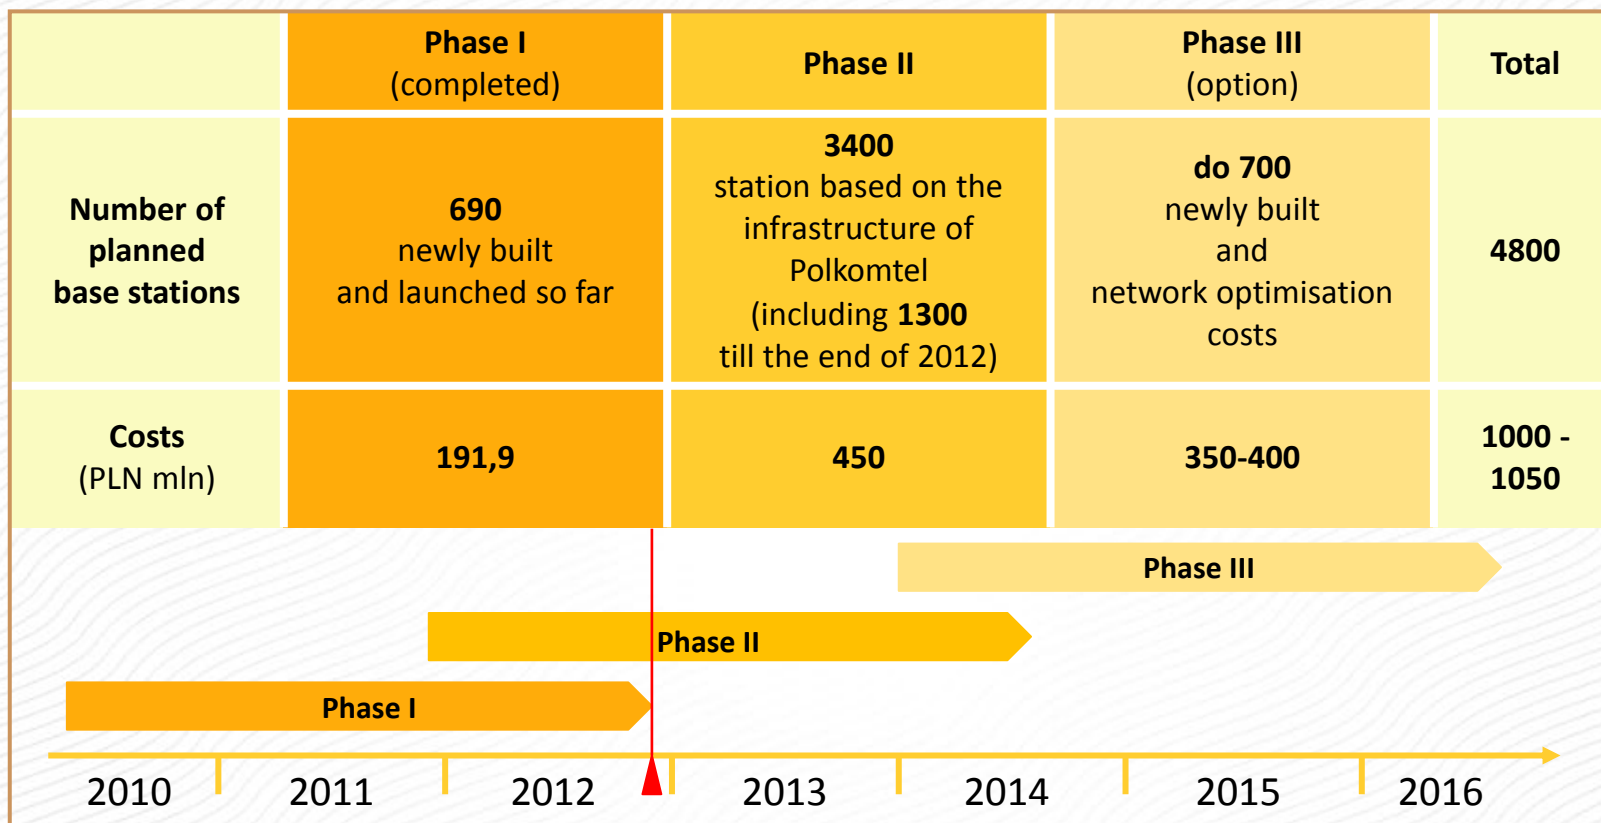 Phase I
(completed)
Phase II
Phase III
(option)
Total
Number of
planned
base stations
690
newly built
and launched so far
3400
station based on the
infrastructure of
Polkomtel
(including 1300
till the end of 2012)
do 700
newly built
and
network optimisation
costs
4800
Costs
(PLN mln)
191,9
450
350-400
1000 -
1050
Phase III
Phase II
Phase I
2010
2011
2012
2013
2014
2015
2016